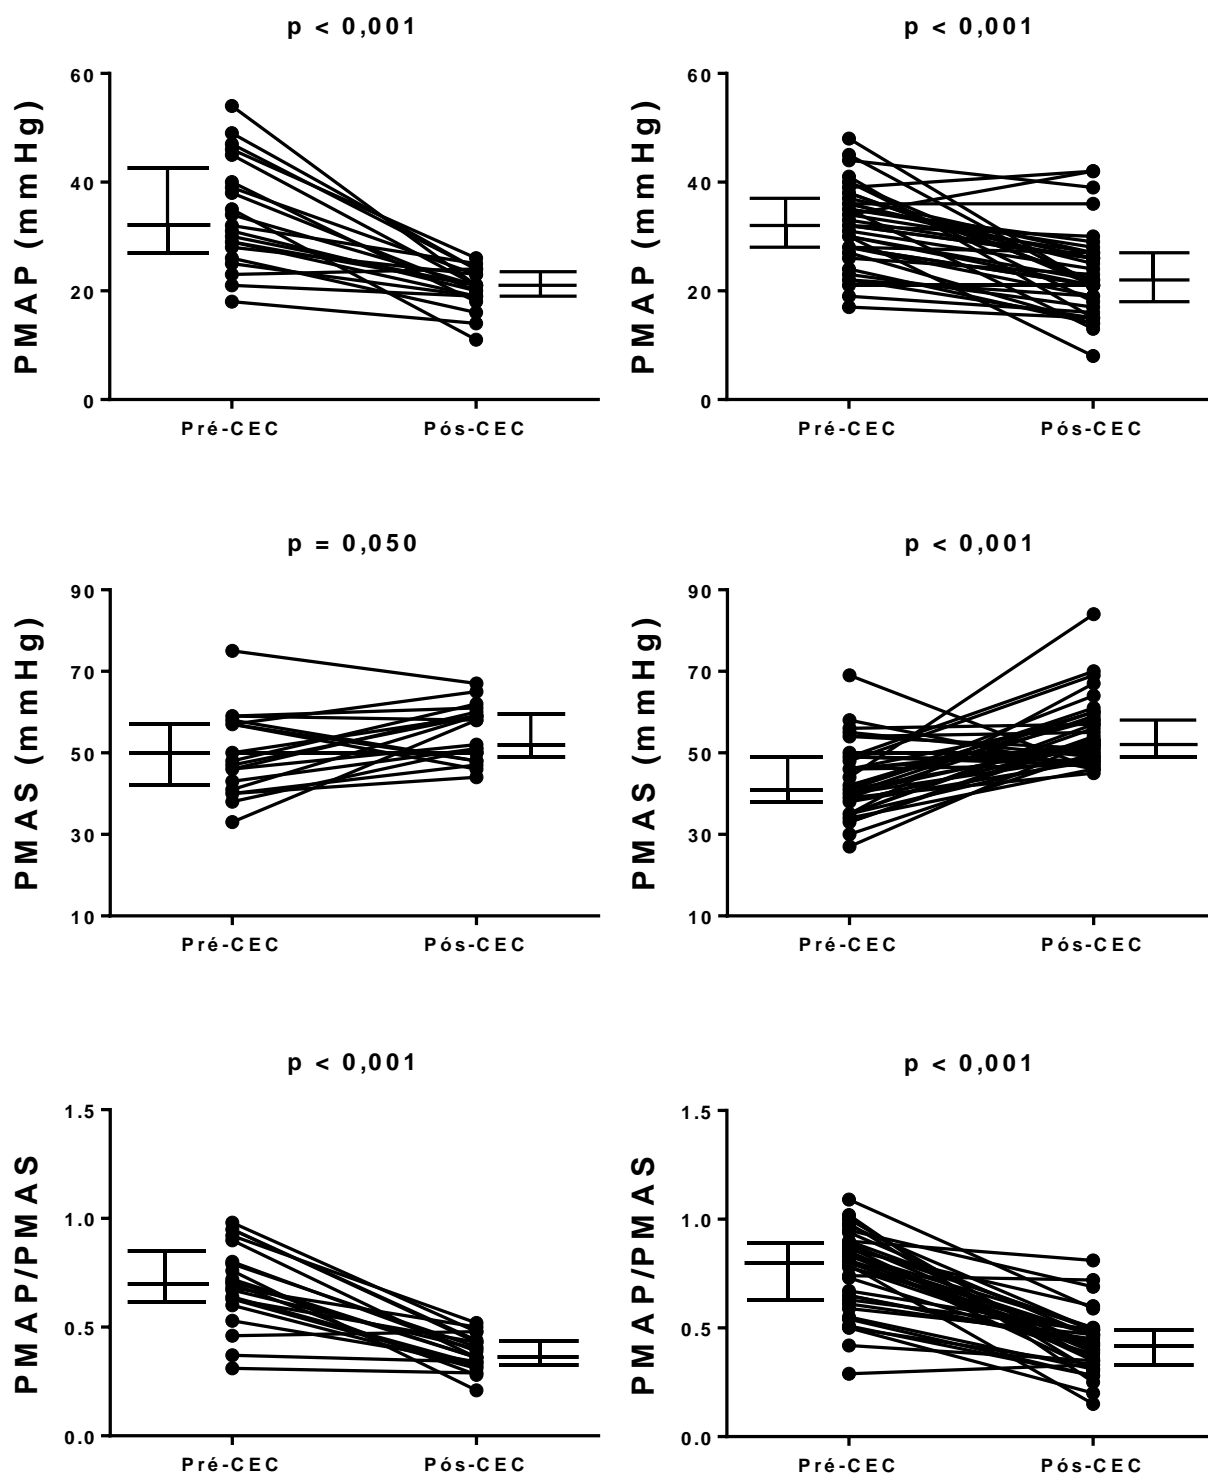 p < 0,001
p < 0,001
PMAP (mmHg)
60
40
20
0
Pré-CEC
Pós-CEC
PMAP (mmHg)
60
40
20
0
Pré-CEC
Pós-CEC
p = 0,050
p < 0,001
PMAS (mmHg)
90
70
50
30
10
Pré-CEC
Pós-CEC
PMAS (mmHg)
90
70
50
30
10
Pré-CEC
Pós-CEC
p < 0,001
p < 0,001
PMAP/PMAS
1.5
1.0
0.5
0.0
Pré-CEC
Pós-CEC
PMAP/PMAS
1.5
1.0
0.5
0.0
Pré-CEC
Pós-CEC